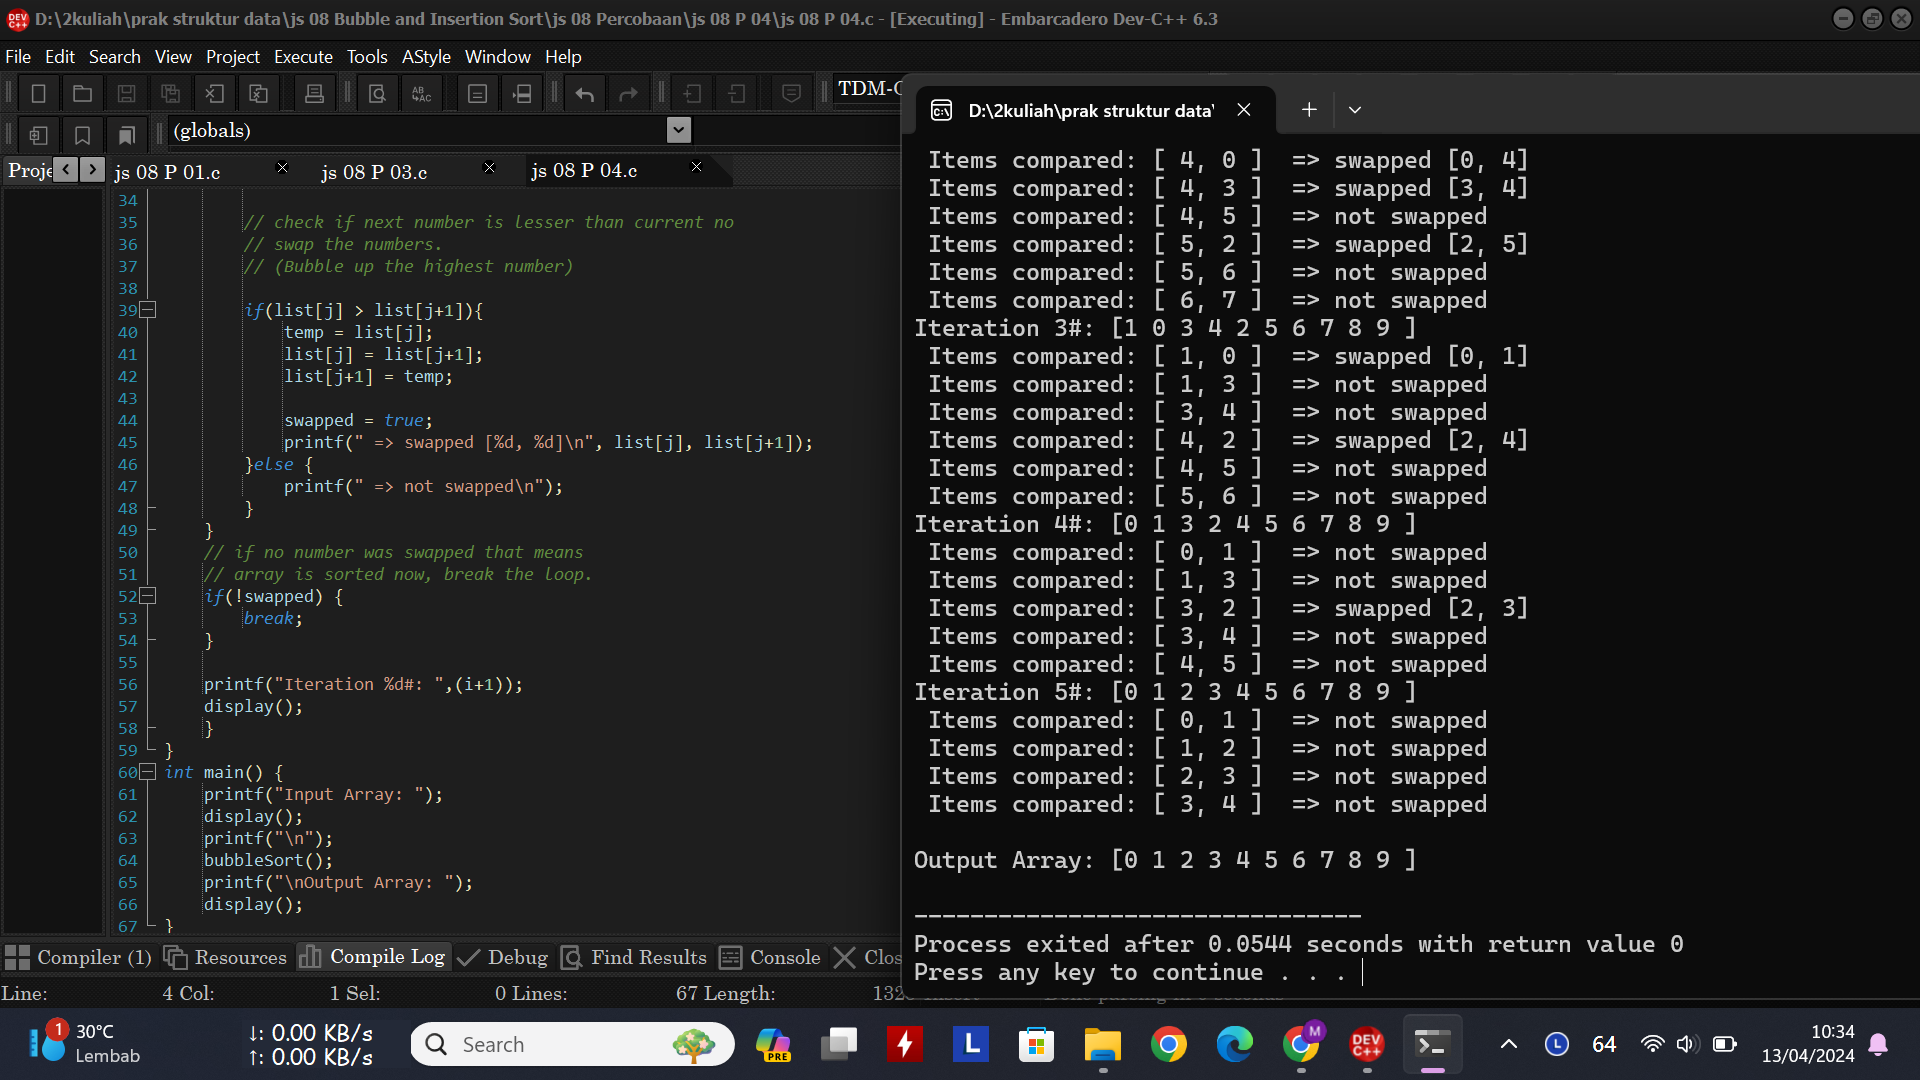 D:\2kuliah\prak struktur data\js 08 Bubble and Insertion Sort\js 08 Percobaan\js 08 P 04\js 08 P 04.c - [Executing] - Embarcadero Dev-C++ 6.3
File Edit Search View Project Execute Tools AStyle Window Help
(globals)
js 08 P 01.c js 08 P 03.c js 08 P 04.c
34
35 // check if next number is lesser than current no
36 // swap the numbers.
37 // (Bubble up the highest number)
38
39 if(list[j] > list[j+1]){
40 temp = list[j];
41 list[j] = list[j+1];
42 list[j+1] = temp;
43
44 swapped = true;
45 printf(" => swapped [%d, %d]\n", list[j], list[j+1]);
46 }else {
47 printf(" => not swapped\n");
48 }
49 }
50 // if no number was swapped that means
51 // array is sorted now, break the loop.
52 if(!swapped) {
53 break;
54 }
55
56 printf("Iteration %d#: ",(i+1));
57 display();
58 }
59 }
60 int main() {
61 printf("Input Array: ");
62 display();
63 printf("\n");
64 bubbleSort();
65 printf("\nOutput Array: ");
66 display();
67 }
D:\2kuliah\prak struktur data\
Items compared: [ 4, 0 ] => swapped [0, 4]
Items compared: [ 4, 3 ] => swapped [3, 4]
Items compared: [ 4, 5 ] => not swapped
Items compared: [ 5, 2 ] => swapped [2, 5]
Items compared: [ 5, 6 ] => not swapped
Items compared: [ 6, 7 ] => not swapped
Iteration 3#: [1 0 3 4 2 5 6 7 8 9 ]
Items compared: [ 1, 0 ] => swapped [0, 1]
Items compared: [ 1, 3 ] => not swapped
Items compared: [ 3, 4 ] => not swapped
Items compared: [ 4, 2 ] => swapped [2, 4]
Items compared: [ 4, 5 ] => not swapped
Items compared: [ 5, 6 ] => not swapped
Iteration 4#: [0 1 3 2 4 5 6 7 8 9 ]
Items compared: [ 0, 1 ] => not swapped
Items compared: [ 1, 3 ] => not swapped
Items compared: [ 3, 2 ] => swapped [2, 3]
Items compared: [ 3, 4 ] => not swapped
Items compared: [ 4, 5 ] => not swapped
Iteration 5#: [0 1 2 3 4 5 6 7 8 9 ]
Items compared: [ 0, 1 ] => not swapped
Items compared: [ 1, 2 ] => not swapped
Items compared: [ 2, 3 ] => not swapped
Items compared: [ 3, 4 ] => not swapped
Output Array: [0 1 2 3 4 5 6 7 8 9 ]
--------------------------------
Process exited after 0.0544 seconds with return value 0
Press any key to continue . . .
Compiler (1) Resources Compile Log Debug Find Results Console
Line: 4 Col: 1 Sel: 0 Lines: 67 Length:
1 30°C
Lembab
↓: 0.00 KB/s
↑: 0.00 KB/s
Search
PRE
L
M
DEV C++
L
64
10:34
13/04/2024